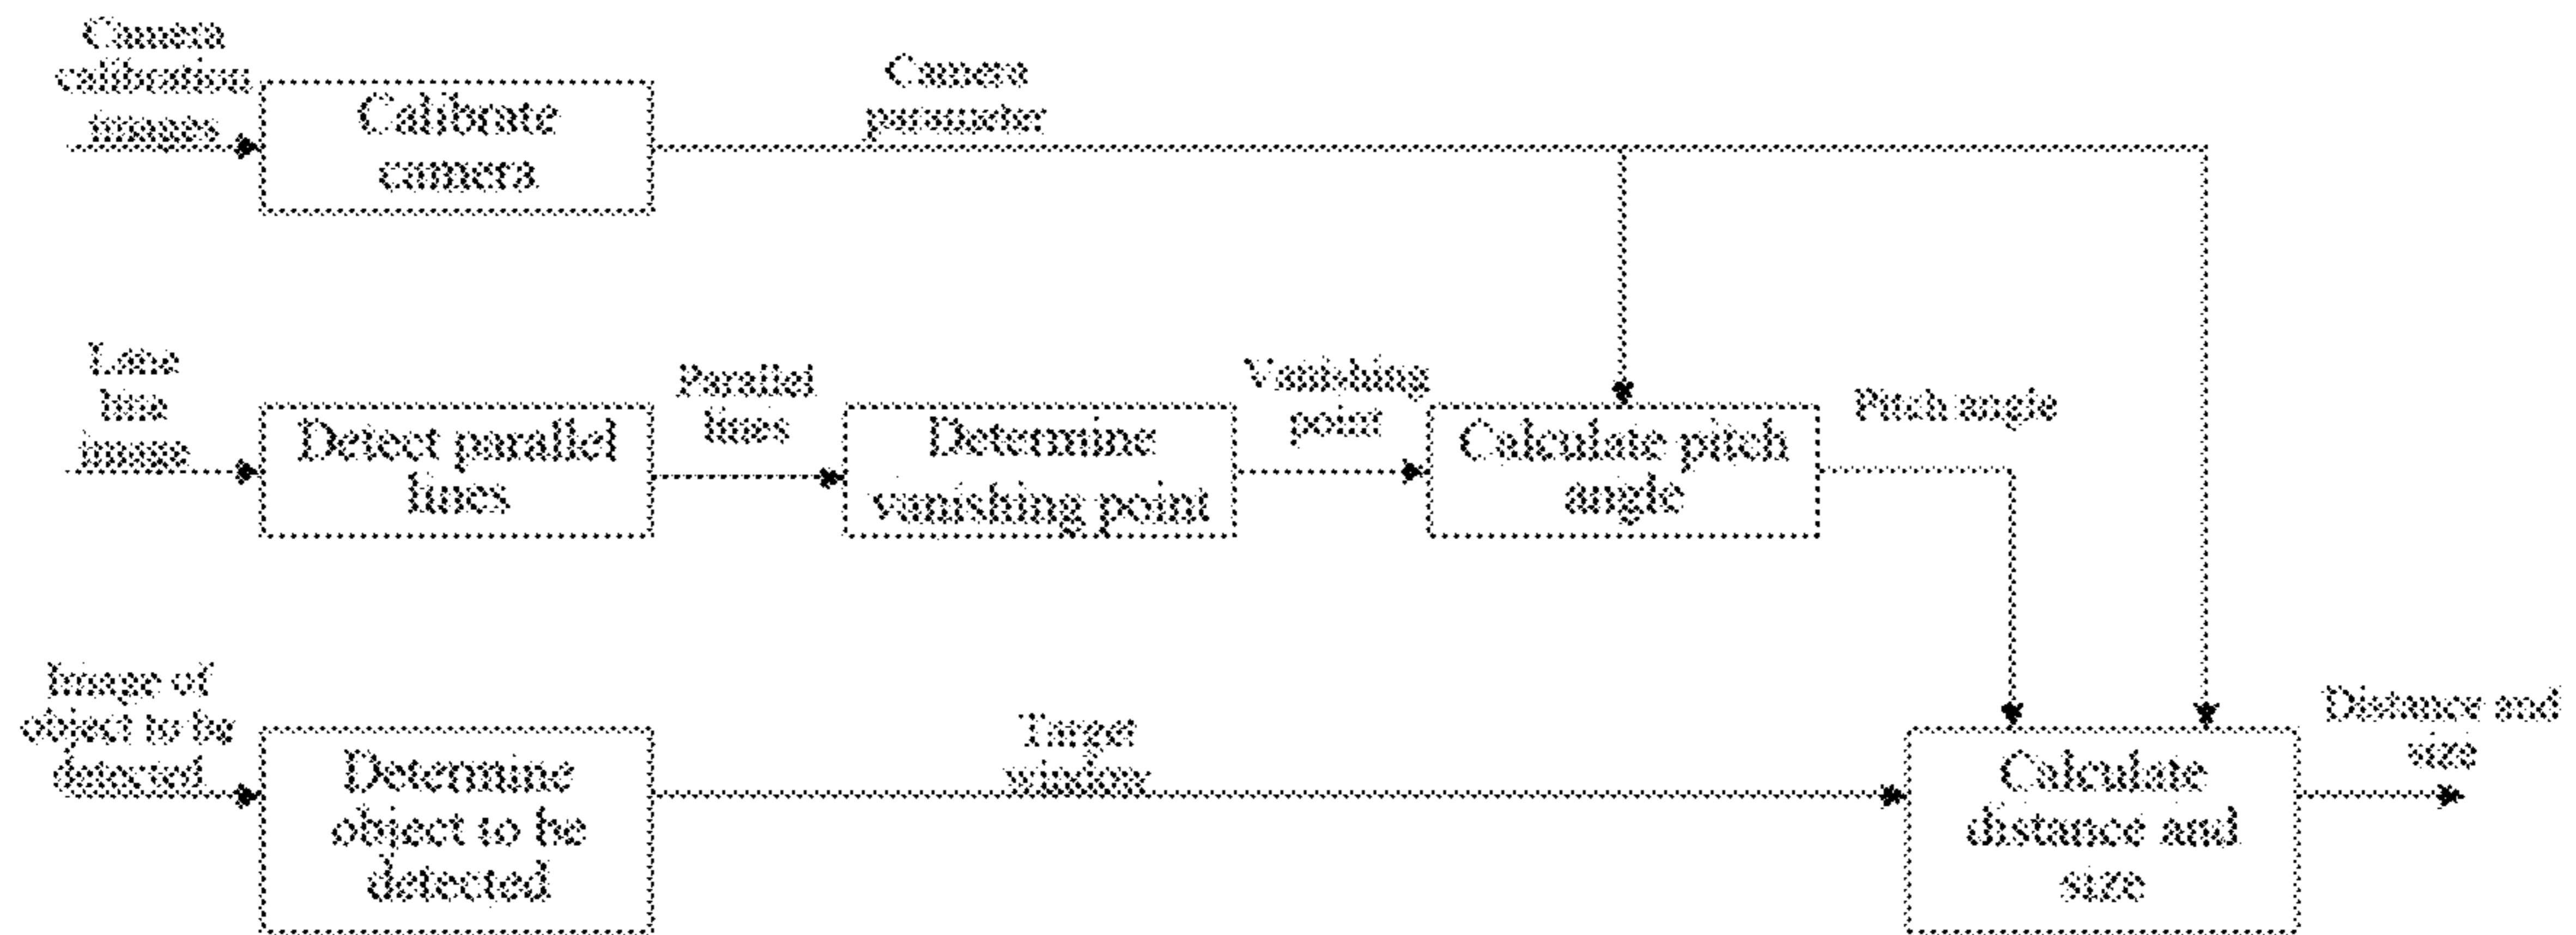 Camera
calibration
images
Calibrate
camera
Camera
parameter
Lane
line
image
Detect parallel
lines
Parallel
lines
Determine
vanishing point
Vanishing
point
Calculate pitch
angle
Pitch angle
Image of
object to be
detected
Determine
object to be
detected
Target
window
Calculate
distance and
size
Distance and
size